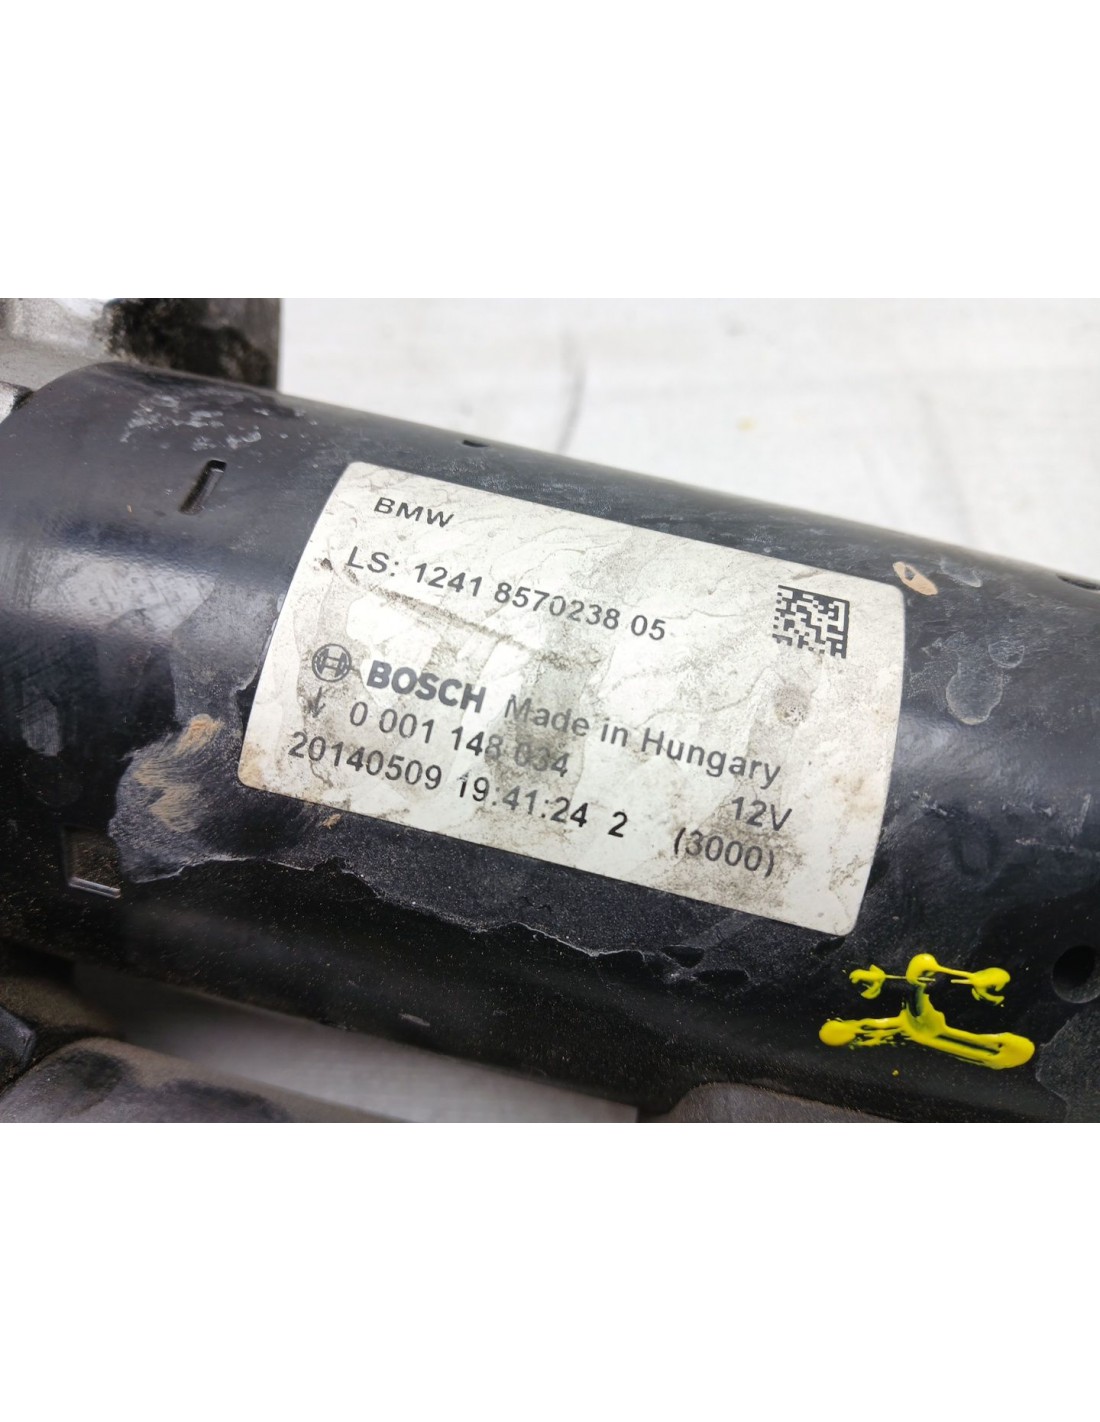 BMW
LS: 1241 8570238 05
BOSCH Made in Hungary
0 001 148 034 12V
20140509 19:41:24 2 (3000)